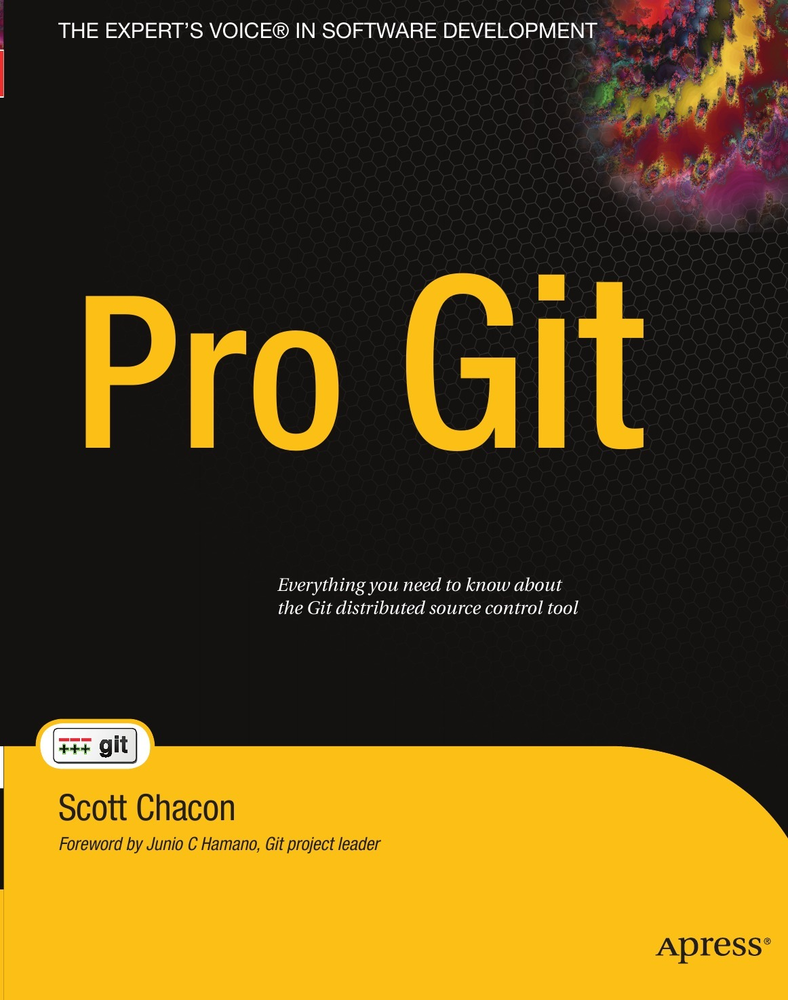 THE EXPERT’S VOICE® IN SOFTWARE DEVELOPMENT
Pro Git
Everything you need to know about
the Git distributed source control tool
git
Scott Chacon
Foreword by Junio C Hamano, Git project leader
Apress®